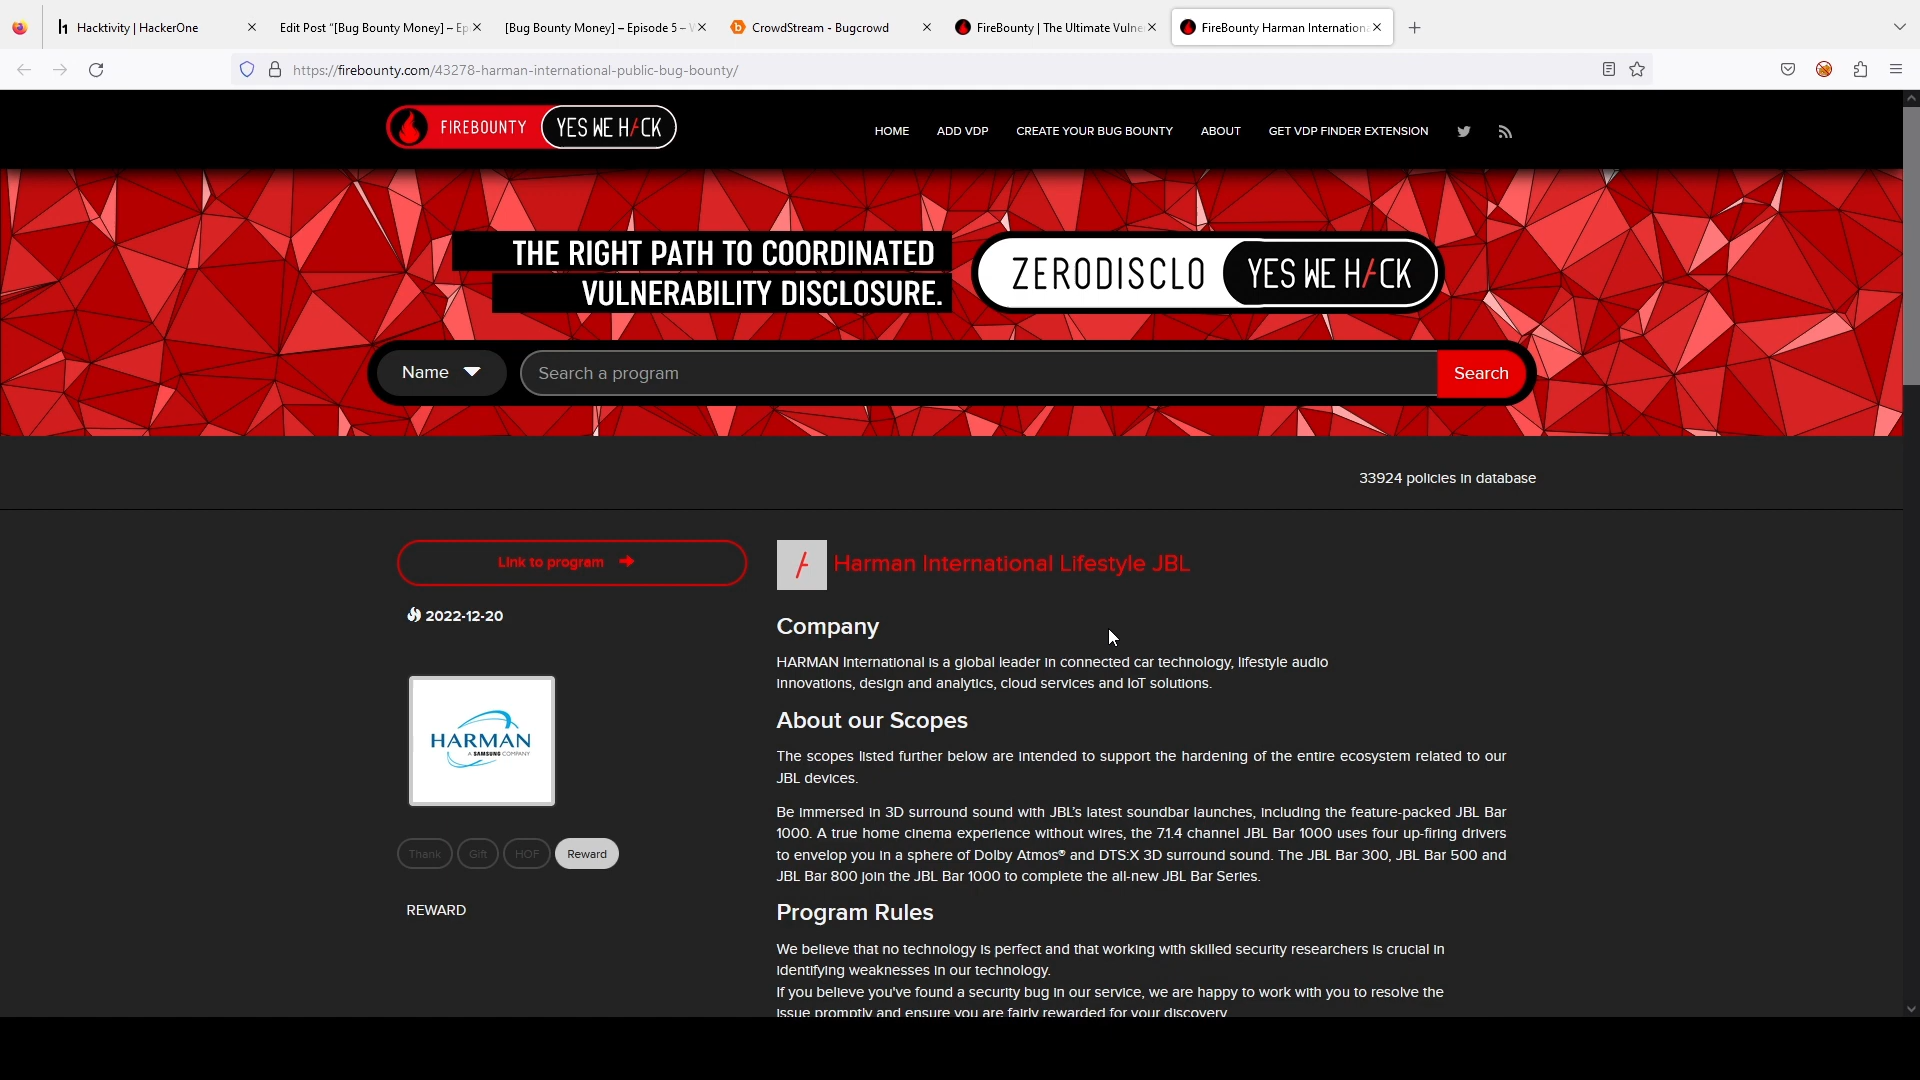 Hacktivity | HackerOne
Edit Post “[Bug Bounty Money] – Ep
[Bug Bounty Money] – Episode 5 –
CrowdStream - Bugcrowd
FireBounty | The Ultimate Vulne
FireBounty Harman Internationa
https://firebounty.com/43278-harman-international-public-bug-bounty/
FIREBOUNTY YES WE H/CK
HOME ADD VDP CREATE YOUR BUG BOUNTY ABOUT GET VDP FINDER EXTENSION
THE RIGHT PATH TO COORDINATED
VULNERABILITY DISCLOSURE.
ZERODISCLO YES WE H/CK
Name Search a program Search
33924 policies in database
Link to program
Harman International Lifestyle JBL
2022-12-20
HARMAN
A SAMSUNG COMPANY
Thank Gift HOF Reward
REWARD
Company
HARMAN International is a global leader in connected car technology, lifestyle audio
innovations, design and analytics, cloud services and IoT solutions.
About our Scopes
The scopes listed further below are intended to support the hardening of the entire ecosystem related to our
JBL devices.
Be immersed in 3D surround sound with JBL's latest soundbar launches, including the feature-packed JBL Bar
1000. A true home cinema experience without wires, the 7.1.4 channel JBL Bar 1000 uses four up-firing drivers
to envelop you in a sphere of Dolby Atmos® and DTS:X 3D surround sound. The JBL Bar 300, JBL Bar 500 and
JBL Bar 800 join the JBL Bar 1000 to complete the all-new JBL Bar Series.
Program Rules
We believe that no technology is perfect and that working with skilled security researchers is crucial in
identifying weaknesses in our technology.
If you believe you've found a security bug in our service, we are happy to work with you to resolve the
issue promptly and ensure you are fairly rewarded for your discovery